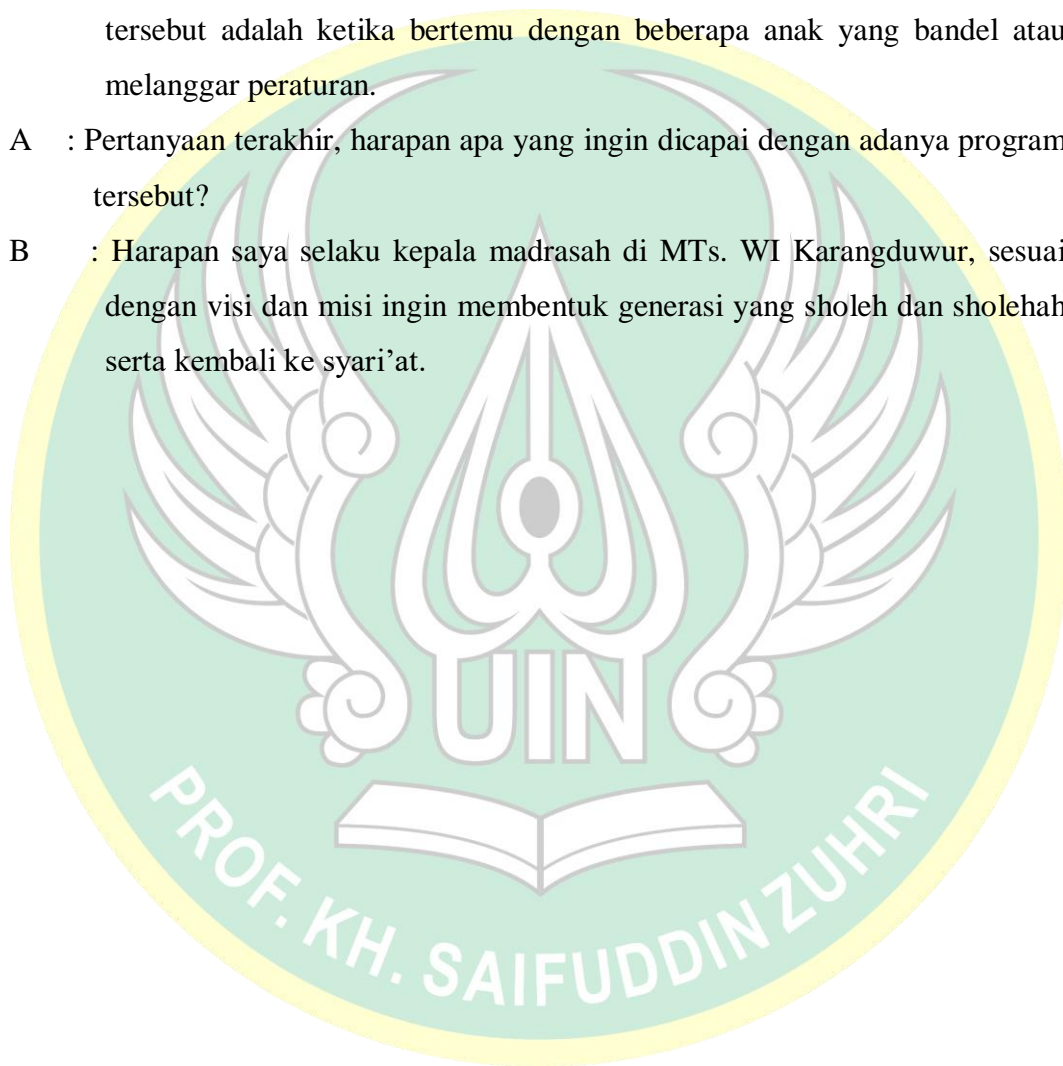 tersebut adalah ketika bertemu dengan beberapa anak yang bandel atau
melanggar peraturan.
A : Pertanyaan terakhir, harapan apa yang ingin dicapai dengan adanya program
tersebut?
B : Harapan saya selaku kepala madrasah di MTs. WI Karangduwur, sesuai
dengan visi dan misi ingin membentuk generasi yang sholeh dan sholehah
serta kembali ke syari’at.
UIN
PROF. KH. SAIFUDDIN ZUHRI